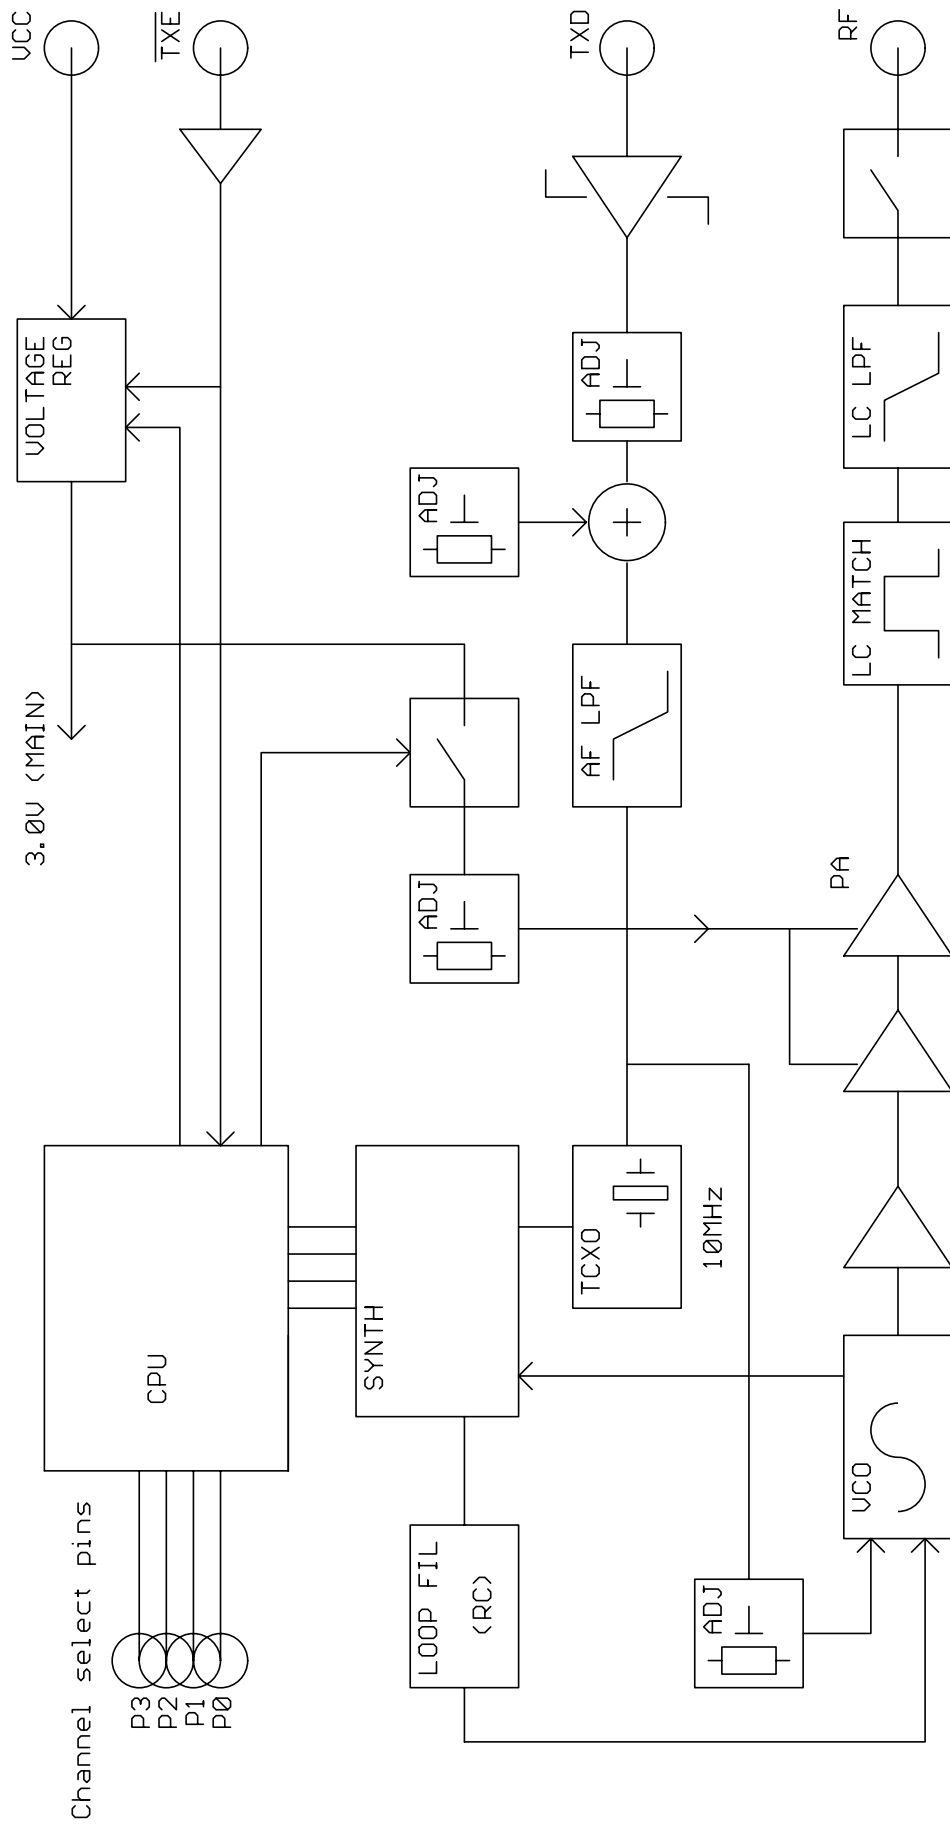 VCC
TXE
TXD
RF
VOLTAGE
REG
ADJ
ADJ
LC LPF
LC MATCH
3.0V (MAIN)
AF LPF
ADJ
PA
CPU
SYNTH
TCXO
10MHz
VCO
LOOP FIL
(RC)
ADJ
Channel select pins
P3
P2
P1
P0